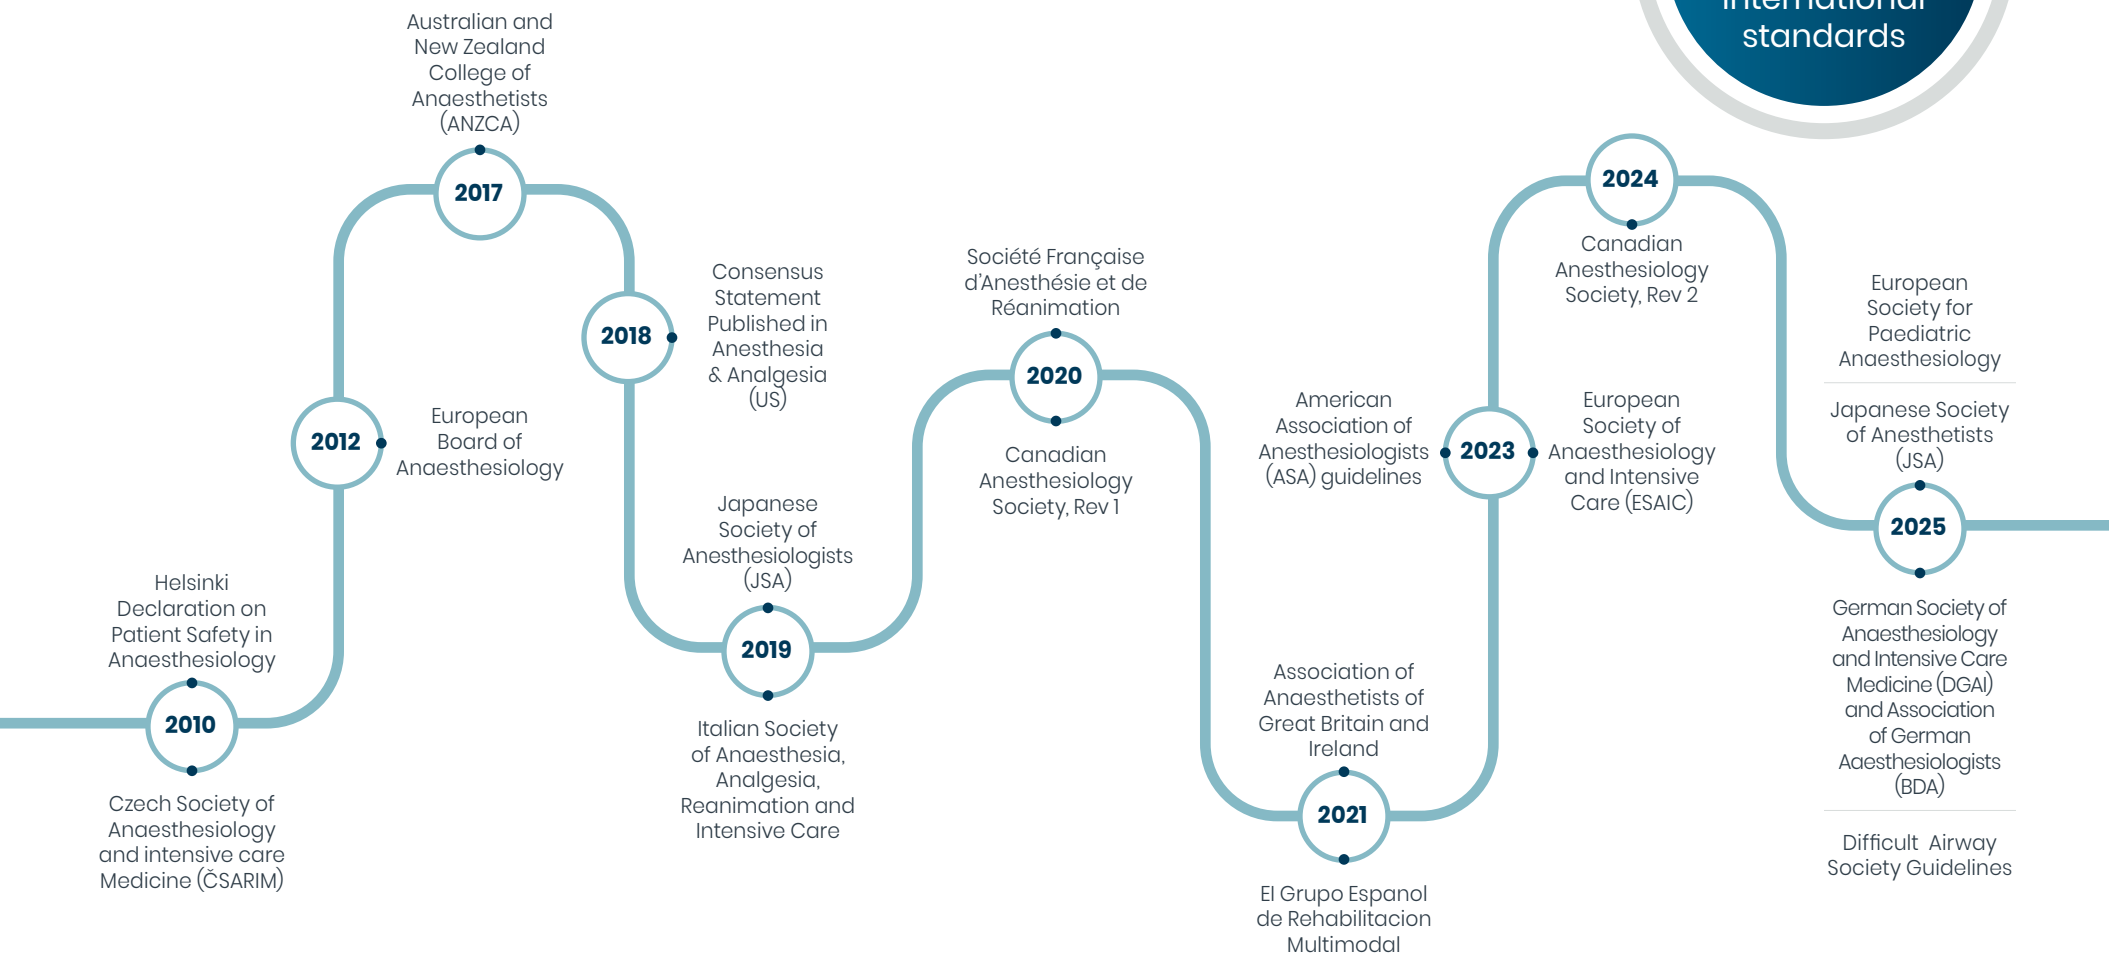 international
standards
Australian and
New Zealand
College of
Anaesthetists
(ANZCA)
2017
2024
Canadian
Anesthesiology
Society, Rev 2
Consensus
Statement
Published in
Anesthesia
& Analgesia
(US)
2018
Société Française
d'Anesthésie et de
Réanimation
2020
Canadian
Anesthesiology
Society, Rev 1
European
Society for
Paediatric
Anaesthesiology
Japanese Society
of Anesthetists
(JSA)
2025
German Society of
Anaesthesiology
and Intensive Care
Medicine (DGAI)
and Association
of German
Aaesthesiologists
(BDA)
Difficult Airway
Society Guidelines
2012
European
Board of
Anaesthesiology
American
Association of
Anesthesiologists
(ASA) guidelines
2023
European
Society of
Anaesthesiology
and Intensive
Care (ESAIC)
Japanese
Society of
Anesthesiologists
(JSA)
2019
Italian Society
of Anaesthesia,
Analgesia,
Reanimation and
Intensive Care
Helsinki
Declaration on
Patient Safety in
Anaesthesiology
2010
Czech Society of
Anaesthesiology
and intensive care
Medicine (ČSARIM)
Association of
Anaesthetists of
Great Britain and
Ireland
2021
El Grupo Espanol
de Rehabilitacion
Multimodal